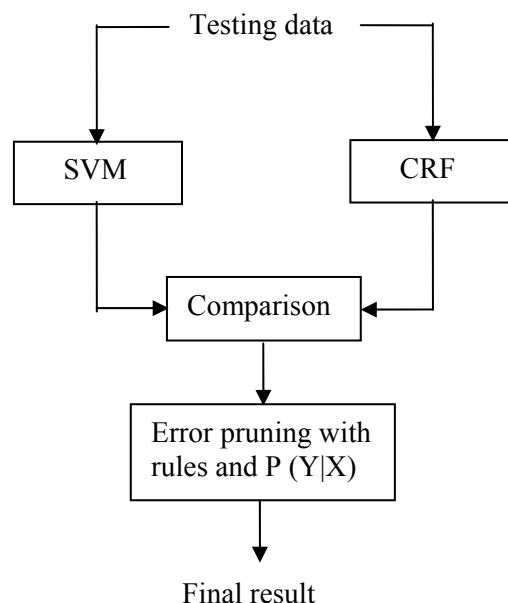 Testing data
SVM
CRF
Comparison
Error pruning with
rules and P (Y|X)
Final result